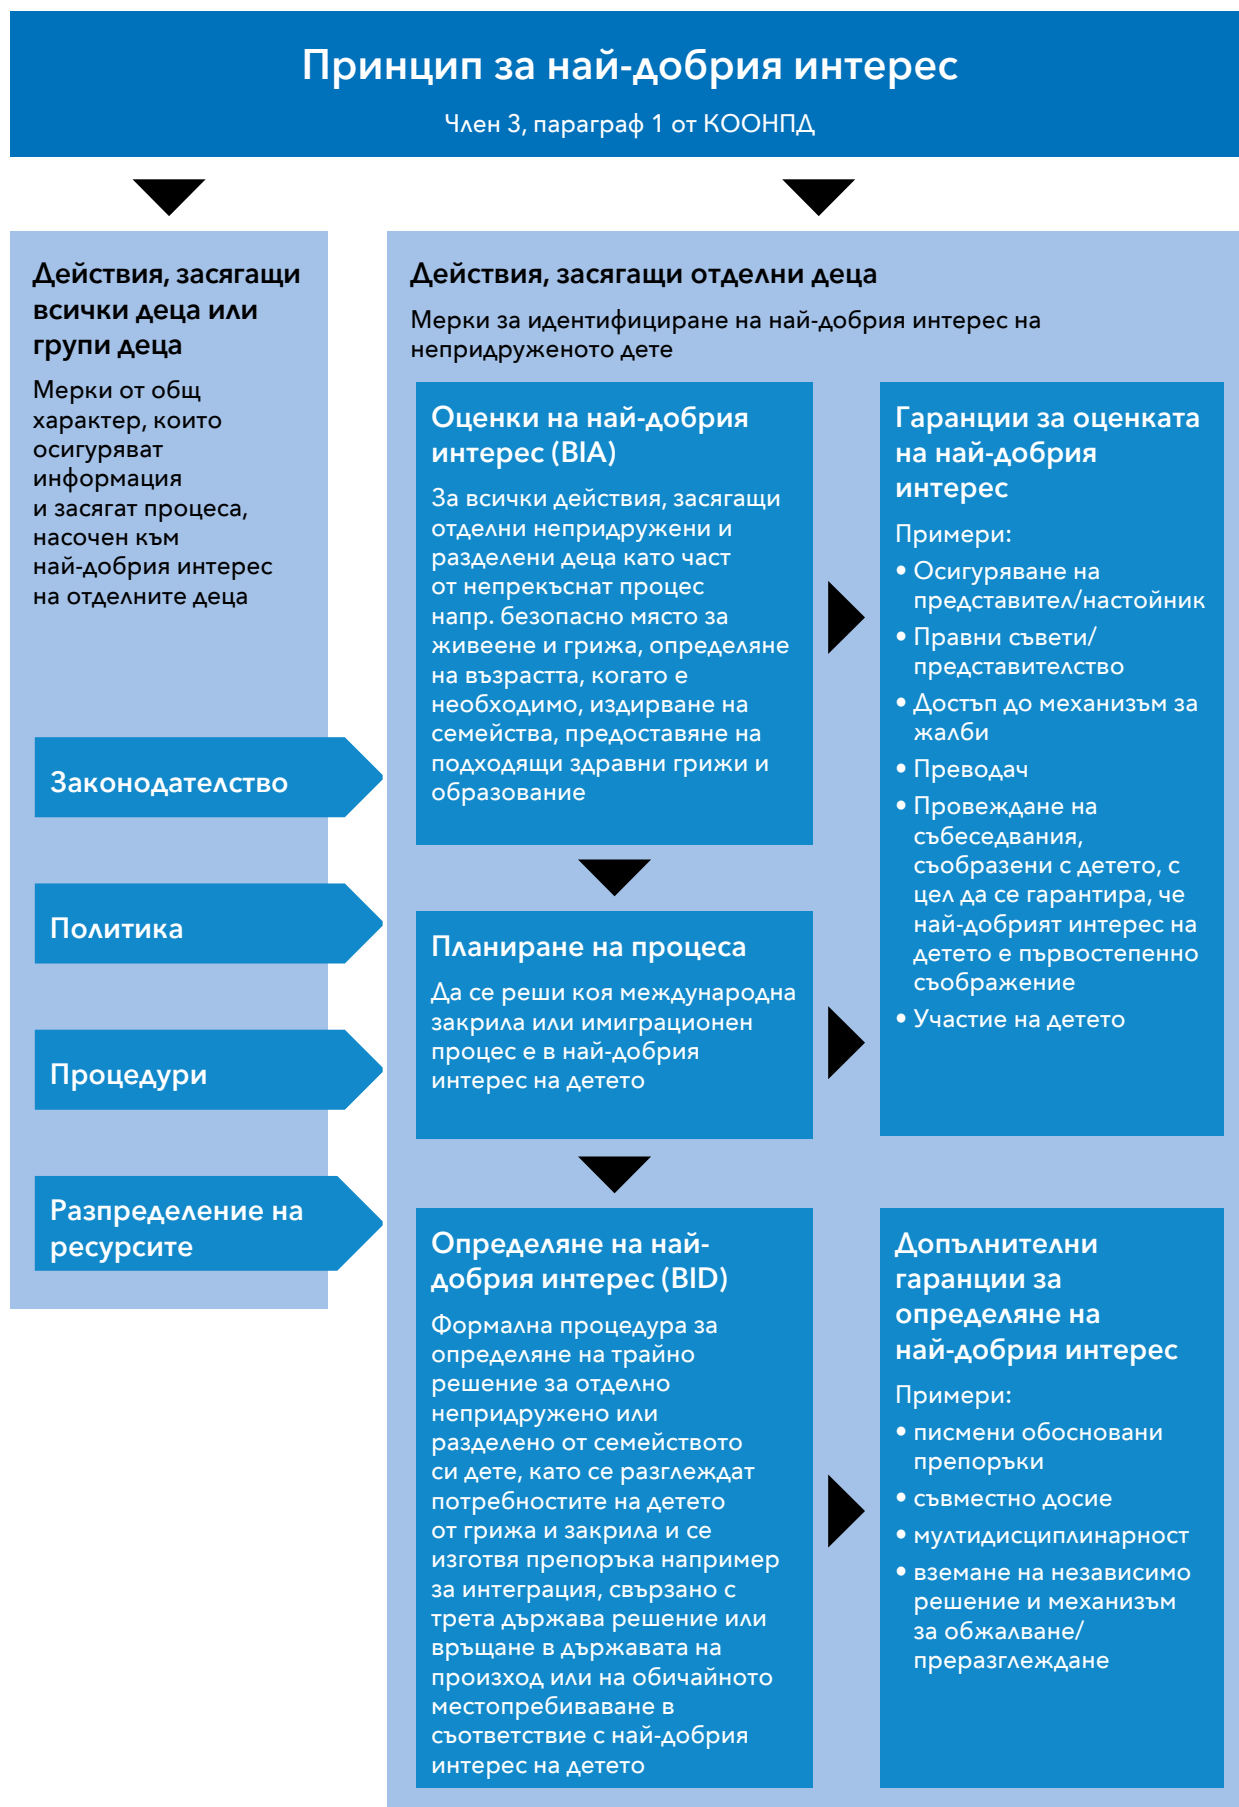 Принцип за най-добрия интерес
Член 3, параграф 1 от КООНПД
Действия, засягащи
всички деца или
групи деца
Мерки от общ
характер, които
осигуряват
информация
и засягат процеса,
насочен към
най-добрия интерес
на отделните деца
Законодателство
Политика
Процедури
Разпределение на
ресурсите
Действия, засягащи отделни деца
Мерки за идентифициране на най-добрия интерес на
непридруженото дете
Оценки на най-добрия
интерес (BIA)
За всички действия, засягащи
отделни непридружени и
разделени деца като част
от непрекъснат процес
напр. безопасно място за
живеене и грижа, определяне
на възрастта, когато е
необходимо, издирване на
семейства, предоставяне на
подходящи здравни грижи и
образование
Гаранции за оценката
на най-добрия
интерес
Примери:
• Осигуряване на
представител/настойник
• Правни съвети/
представителство
• Достъп до механизъм за
жалби
• Преводач
• Провеждане на
събеседвания,
съобразени с детето, с
цел да се гарантира, че
най-добрият интерес на
детето е първостепенно
съображение
• Участие на детето
Планиране на процеса
Да се реши коя международна
закрила или имиграционен
процес е в най-добрия
интерес на детето
Определяне на най-
добрия интерес (BID)
Формална процедура за
определяне на трайно
решение за отделно
непридружено или
разделено от семейството
си дете, като се разглеждат
потребностите на детето
от грижа и закрила и се
изготвя препоръка например
за интеграция, свързано с
трета държава решение или
връщане в държавата на
произход или на обичайното
местопребиваване в
съответствие с най-добрия
интерес на детето
Допълнителни
гаранции за
определяне на
най-добрия интерес
Примери:
• писмени обосновани
препоръки
• съвместно досие
• мултидисциплинарност
• вземане на независимо
решение и механизъм
за обжалване/
преразглеждане